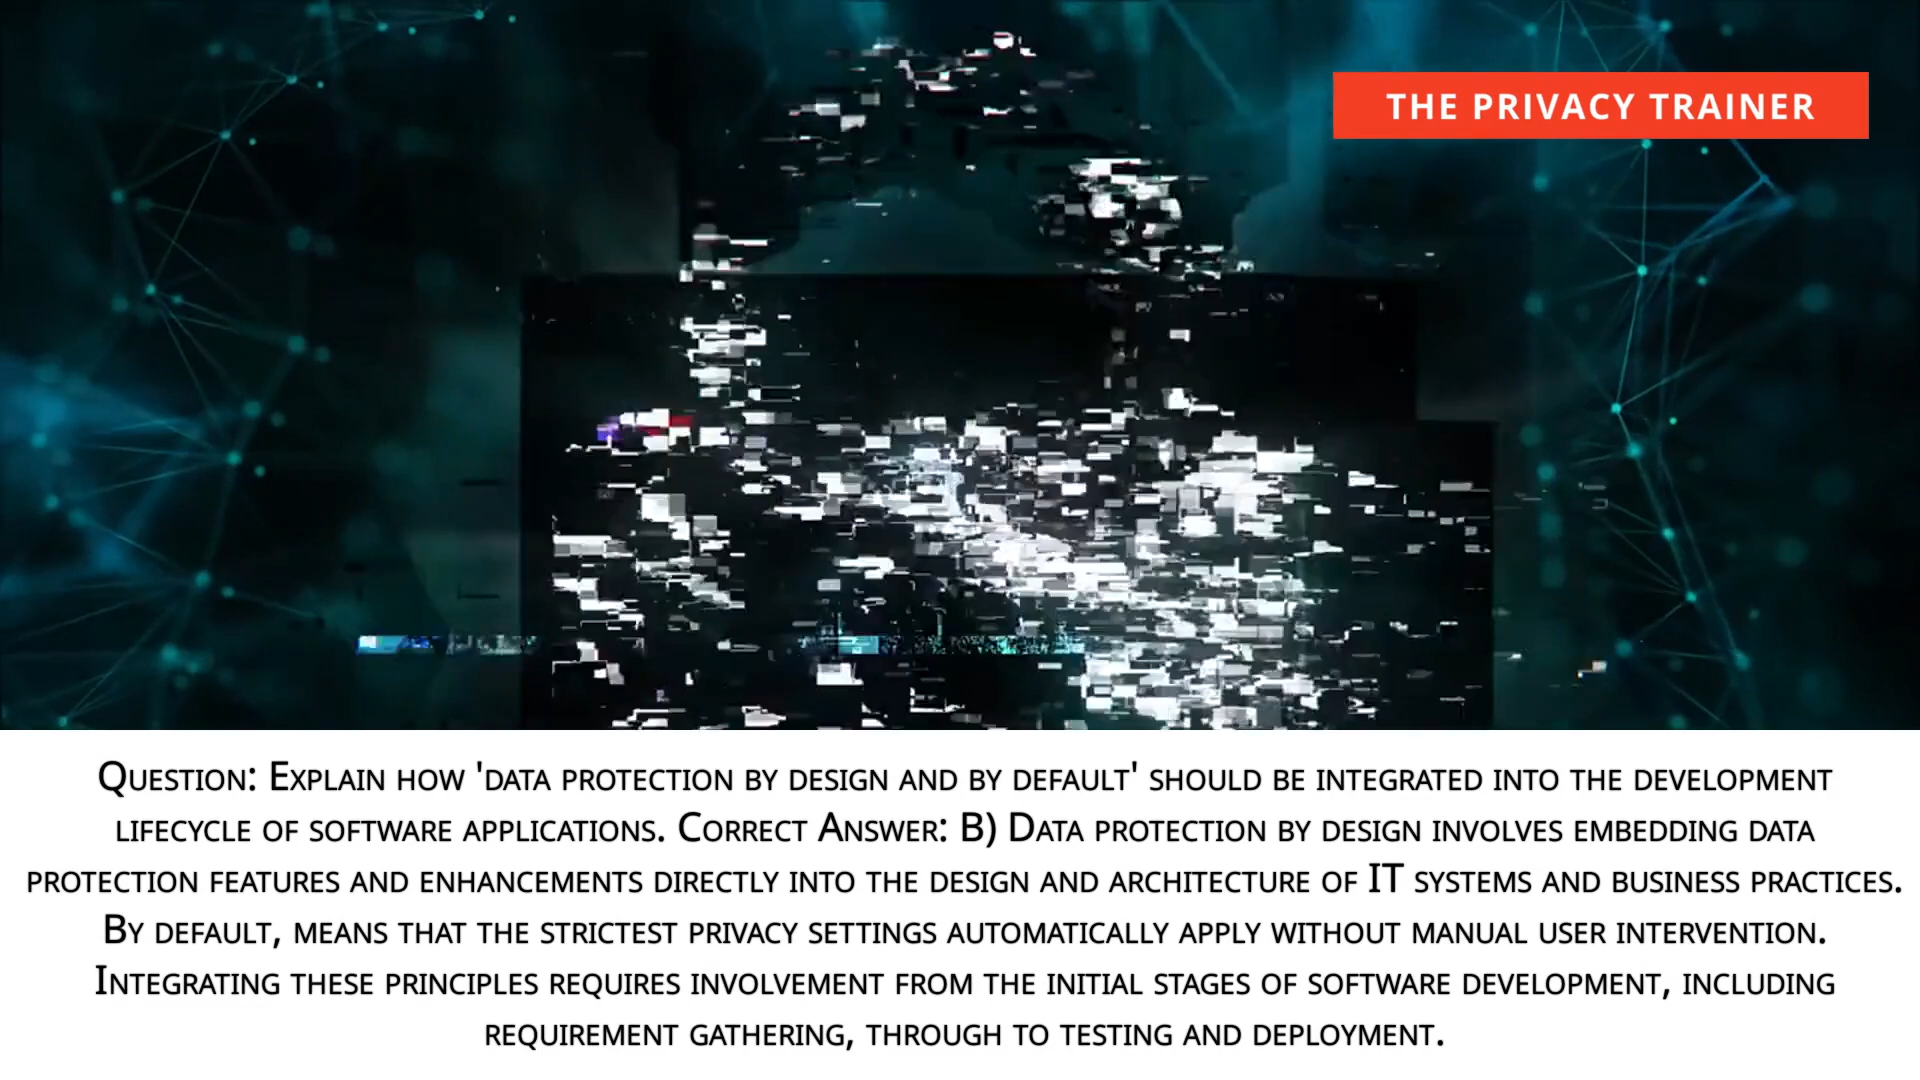 THE PRIVACY TRAINER
Question: Explain how 'data protection by design and by default' should be integrated into the development
lifecycle of software applications. Correct Answer: B) Data protection by design involves embedding data
protection features and enhancements directly into the design and architecture of IT systems and business practices.
By default, means that the strictest privacy settings automatically apply without manual user intervention.
Integrating these principles requires involvement from the initial stages of software development, including
requirement gathering, through to testing and deployment.